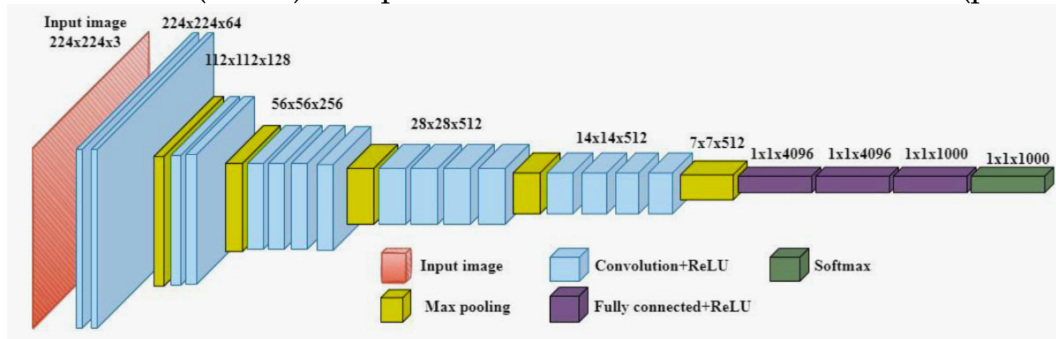 Input image
224x224x3
224x224x64
112x112x128
56x56x256
28x28x512
14x14x512
7x7x512
1x1x4096
1x1x4096
1x1x1000
1x1x1000
Input image
Convolution+ReLU
Softmax
Max pooling
Fully connected+ReLU